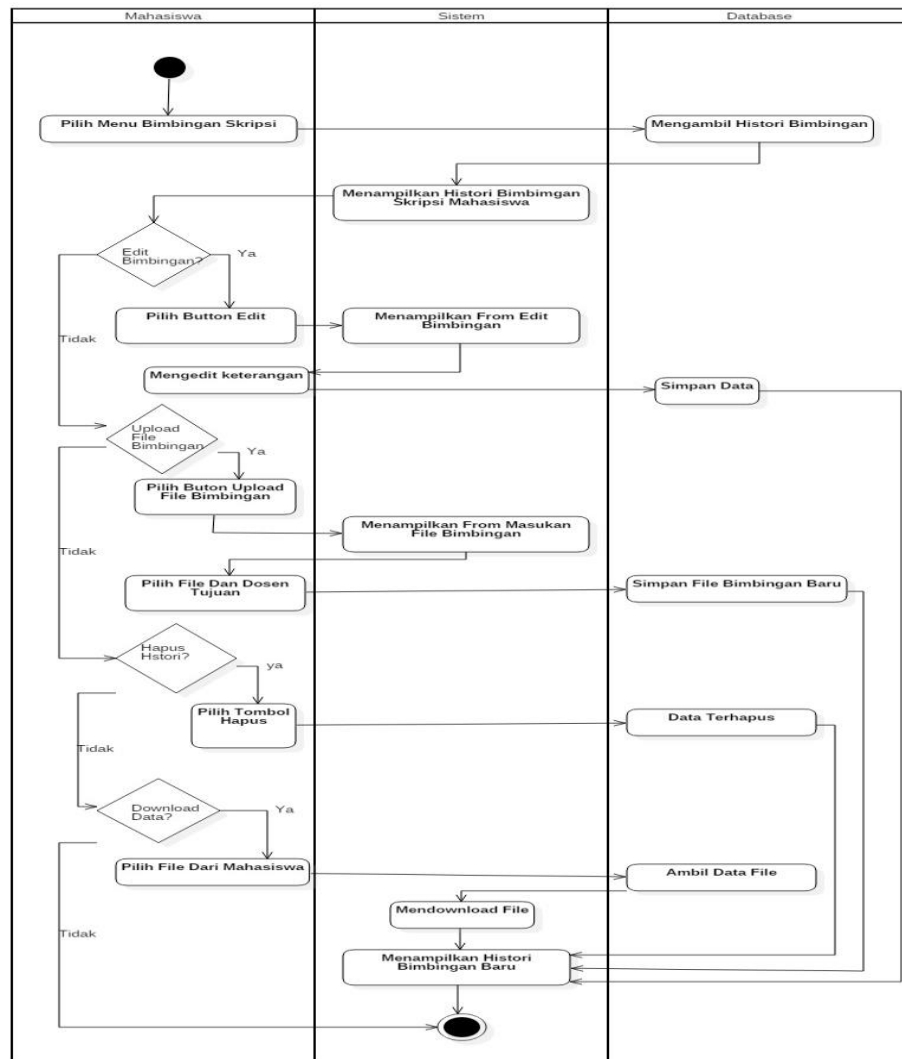 Mahasiswa
Sistem
Database
Pilih Menu Bimbingan Skripsi
Mengambil Histori Bimbingan
Menampilkan Histori Bimbimgan
Skripsi Mahasiswa
Edit
Bimbingan?
Ya
Tidak
Pilih Button Edit
Menampilkan From Edit
Bimbingan
Mengedit keterangan
Simpan Data
Upload
File
Bimbingan
Ya
Tidak
Pilih Buton Upload
File Bimbingan
Menampilkan From Masukan
File Bimbingan
Pilih File Dan Dosen
Tujuan
Simpan File Bimbingan Baru
Hapus
Hstori?
ya
Tidak
Pilih Tombol
Hapus
Data Terhapus
Download
Data?
Ya
Tidak
Pilih File Dari Mahasiswa
Ambil Data File
Mendownload File
Menampilkan Histori
Bimbingan Baru